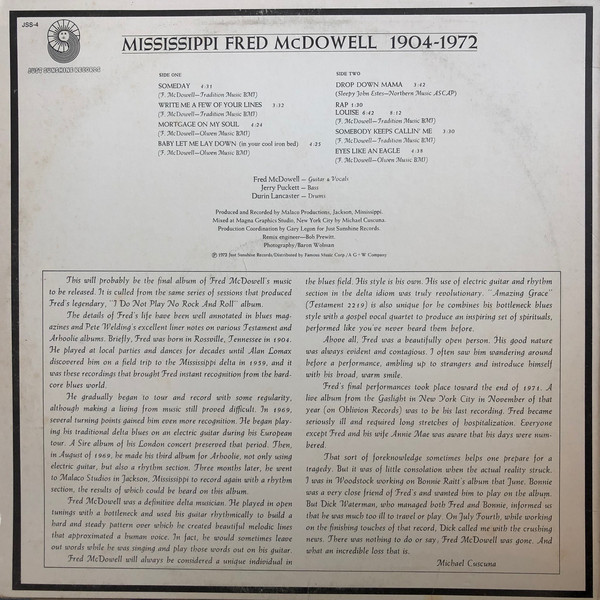 JSS-4
JUST SUNSHINE RECORDS
MISSISSIPPI FRED McDOWELL 1904-1972
SIDE ONE
SOMEDAY 4:31
(F. McDowell—Tradition Music BMI)
WRITE ME A FEW OF YOUR LINES 3:32
(F. McDowell—Tradition Music BMI)
MORTGAGE ON MY SOUL 4:24
(F. McDowell—Olwen Music BMI)
BABY LET ME LAY DOWN (in your cool iron bed) 4:25
(F. McDowell—Olwen Music BMI)
SIDE TWO
DROP DOWN MAMA 3:42
(Sleepy John Estes—Northern Music ASCAP)
RAP 1:30
LOUISE 6:42 8:12
(F. McDowell—Tradition Music BMI)
SOMEBODY KEEPS CALLIN' ME 3:30
(F. McDowell—Olwen Music BMI)
EYES LIKE AN EAGLE 4:38
(F. McDowell—Olwen Music BMI)
Fred McDowell—Guitar & Vocals
Jerry Puckett—Bass
Durin Lancaster—Drums
Produced and Recorded by Malaco Productions, Jackson, Mississippi.
Mixed at Magna Graphics Studio, New York City by Michael Cuscuna.
Production Coordination by Gary Legon for Just Sunshine Records
Remix engineer—Bob Prewitt.
Photography/Baron Wolman
Ⓟ 1973 Just Sunshine Records/Distributed by Famous Music Corp./A G+W Company
This will probably be the final album of Fred McDowell's music
to be released. It is culled from the same series of sessions that produced
Fred's legendary, "I Do Not Play No Rock And Roll" album.
The details of Fred's life have been well annotated in blues mag-
azines and Pete Welding's excellent liner notes on various Testament and
Arhoolie albums. Briefly, Fred was born in Rossville, Tennessee in 1904.
He played at local parties and dances for decades until Alan Lomax
discovered him on a field trip to the Mississippi delta in 1959, and it
was these recordings that brought Fred instant recognition from the hard-
core blues world.
He gradually began to tour and record with some regularity,
although making a living from music still proved difficult. In 1969,
several turning points gained him even more recognition. He began play-
ing his traditional delta blues on an electric guitar during his European
tour. A Sire album of his London concert preserved that period. Then,
in August of 1969, he made his third album for Arhoolie, not only using
electric guitar, but also a rhythm section. Three months later, he went
to Malaco Studios in Jackson, Mississippi to record again with a rhythm
section, the results of which could be heard on this album.
Fred McDowell was a definitive delta musician. He played in open
tunings with a bottleneck and used his guitar rhythmically to build a
hard and steady pattern over which he created beautiful melodic lines
that approximated a human voice. In fact, he would sometimes leave
out words while he was singing and play those words out on his guitar.
Fred McDowell will always be considered a unique individual in
the blues field. His style is his own. His use of electric guitar and rhythm
section in the delta idiom was truly revolutionary. "Amazing Grace"
(Testament 2219) is also unique for he combines his bottleneck blues
style with a gospel vocal quartet to produce an inspiring set of spirituals,
performed like you've never heard them before.
Above all, Fred was a beautifully open person. His good nature
was always evident and contagious. I often saw him wandering around
before a performance, ambling up to strangers and introduce himself
with his broad, warm smile.
Fred's final performances took place toward the end of 1971. A
live album from the Gaslight in New York City in November of that
year (on Oblivion Records) was to be his last recording. Fred became
seriously ill and required long stretches of hospitalization. Everyone
except Fred and his wife Annie Mae was aware that his days were num-
bered.
That sort of foreknowledge sometimes helps one prepare for a
tragedy. But it was of little consolation when the actual reality struck.
I was in Woodstock working on Bonnie Raitt's album that June. Bonnie
was a very close friend of Fred's and wanted him to play on the album.
But Dick Waterman, who managed both Fred and Bonnie, informed us
that he was much too ill to travel or play. On July Fourth, while working
on the finishing touches of that record, Dick called me with the crushing
news. There was nothing to do or say, Fred McDowell was gone. And
what an incredible loss that is.
Michael Cuscuna